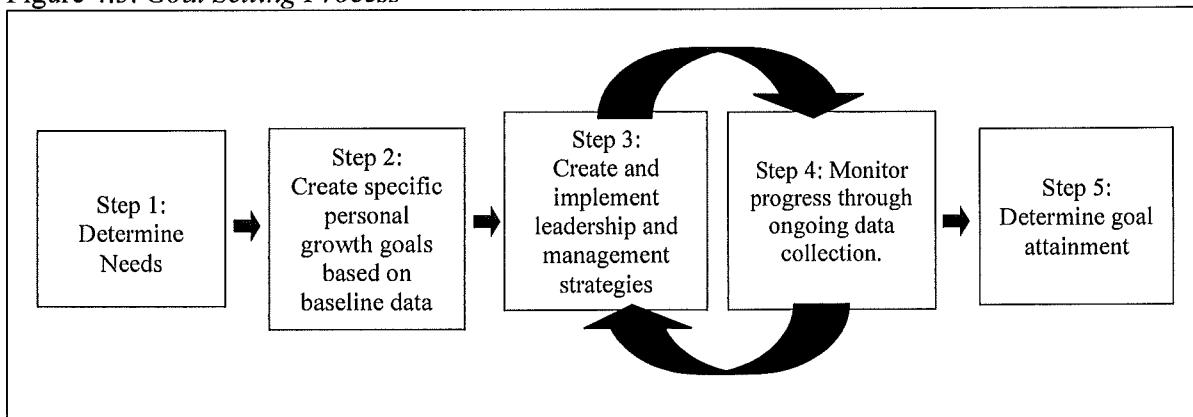 Figure Goal Setting Process
Step 1:
Determine
Needs
Step 2:
Create specific
personal
growth goals
based on
baseline data
Step 3:
Create and
implement
leadership and
management
strategies
Step 4: Monitor
progress through
ongoing data
collection.
Step 5:
Determine goal
attainment